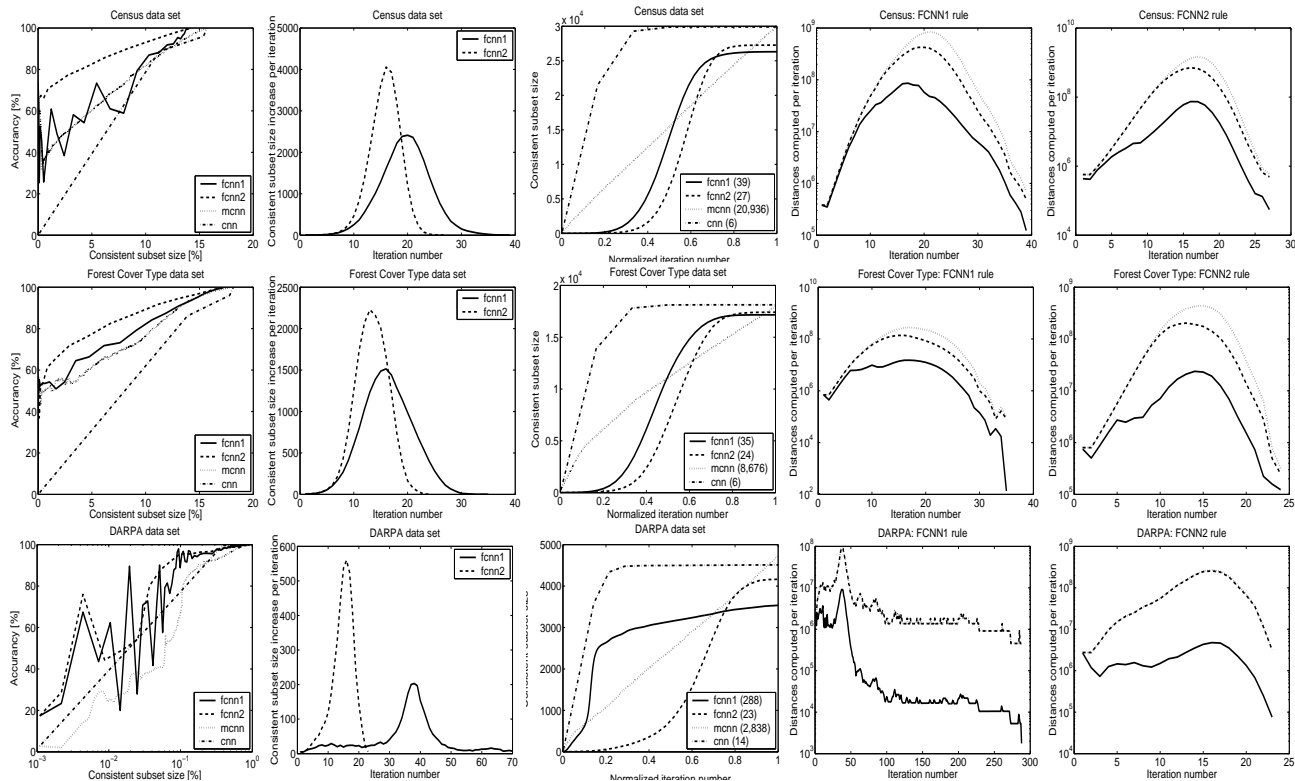 Census data set
100
80
60
40
20
0
Accurancy [%]
fcnn1
fcnn2
mcnn
cnn
0 5 10 15 20
Consistent subset size [%]
Census data set
5000
4000
3000
2000
1000
0
Consistent subset size increase per iteration
fcnn1
fcnn2
0 10 20 30 40
Iteration number
Census data set
x 10^4
3
2.5
2
1.5
1
0.5
0
Consistent subset size
fcnn1 (39)
fcnn2 (27)
mcnn (20,936)
cnn (6)
0 0.2 0.4 0.6 0.8 1
Normalized iteration number
Census: FCNN1 rule
10^9
10^8
10^7
10^6
10^5
Distances computed per iteration
0 10 20 30 40
Iteration number
Census: FCNN2 rule
10^10
10^8
10^6
10^4
Distances computed per iteration
0 5 10 15 20 25 30
Iteration number
Forest Cover Type data set
100
80
60
40
20
0
Accurancy [%]
fcnn1
fcnn2
mcnn
cnn
0 5 10 15 20
Consistent subset size [%]
Forest Cover Type data set
2500
2000
1500
1000
500
0
Consistent subset size increase per iteration
fcnn1
fcnn2
0 10 20 30 40
Iteration number
Forest Cover Type data set
x 10^4
2
1.5
1
0.5
0
Consistent subset size
fcnn1 (35)
fcnn2 (24)
mcnn (8,676)
cnn (6)
0 0.2 0.4 0.6 0.8 1
Normalized iteration number
Forest Cover Type: FCNN1 rule
10^10
10^8
10^6
10^4
10^2
Distances computed per iteration
0 10 20 30 40
Iteration number
Forest Cover Type: FCNN2 rule
10^9
10^8
10^7
10^6
10^5
Distances computed per iteration
0 5 10 15 20 25
Iteration number
DARPA data set
100
80
60
40
20
0
Accurancy [%]
fcnn1
fcnn2
mcnn
cnn
10^-3 10^-2 10^-1 10^0
Consistent subset size [%]
DARPA data set
600
500
400
300
200
100
0
Consistent subset size increase per iteration
fcnn1
fcnn2
0 10 20 30 40 50 60 70
Iteration number
DARPA data set
5000
4000
3000
2000
1000
0
fcnn1 (288)
fcnn2 (23)
mcnn (2,838)
cnn (14)
0 0.2 0.4 0.6 0.8 1
Normalized iteration number
DARPA: FCNN1 rule
10^8
10^7
10^6
10^5
10^4
10^3
Distances computed per iteration
0 50 100 150 200 250 300
Iteration number
DARPA: FCNN2 rule
10^9
10^8
10^7
10^6
10^5
10^4
Distances computed per iteration
0 5 10 15 20 25
Iteration number